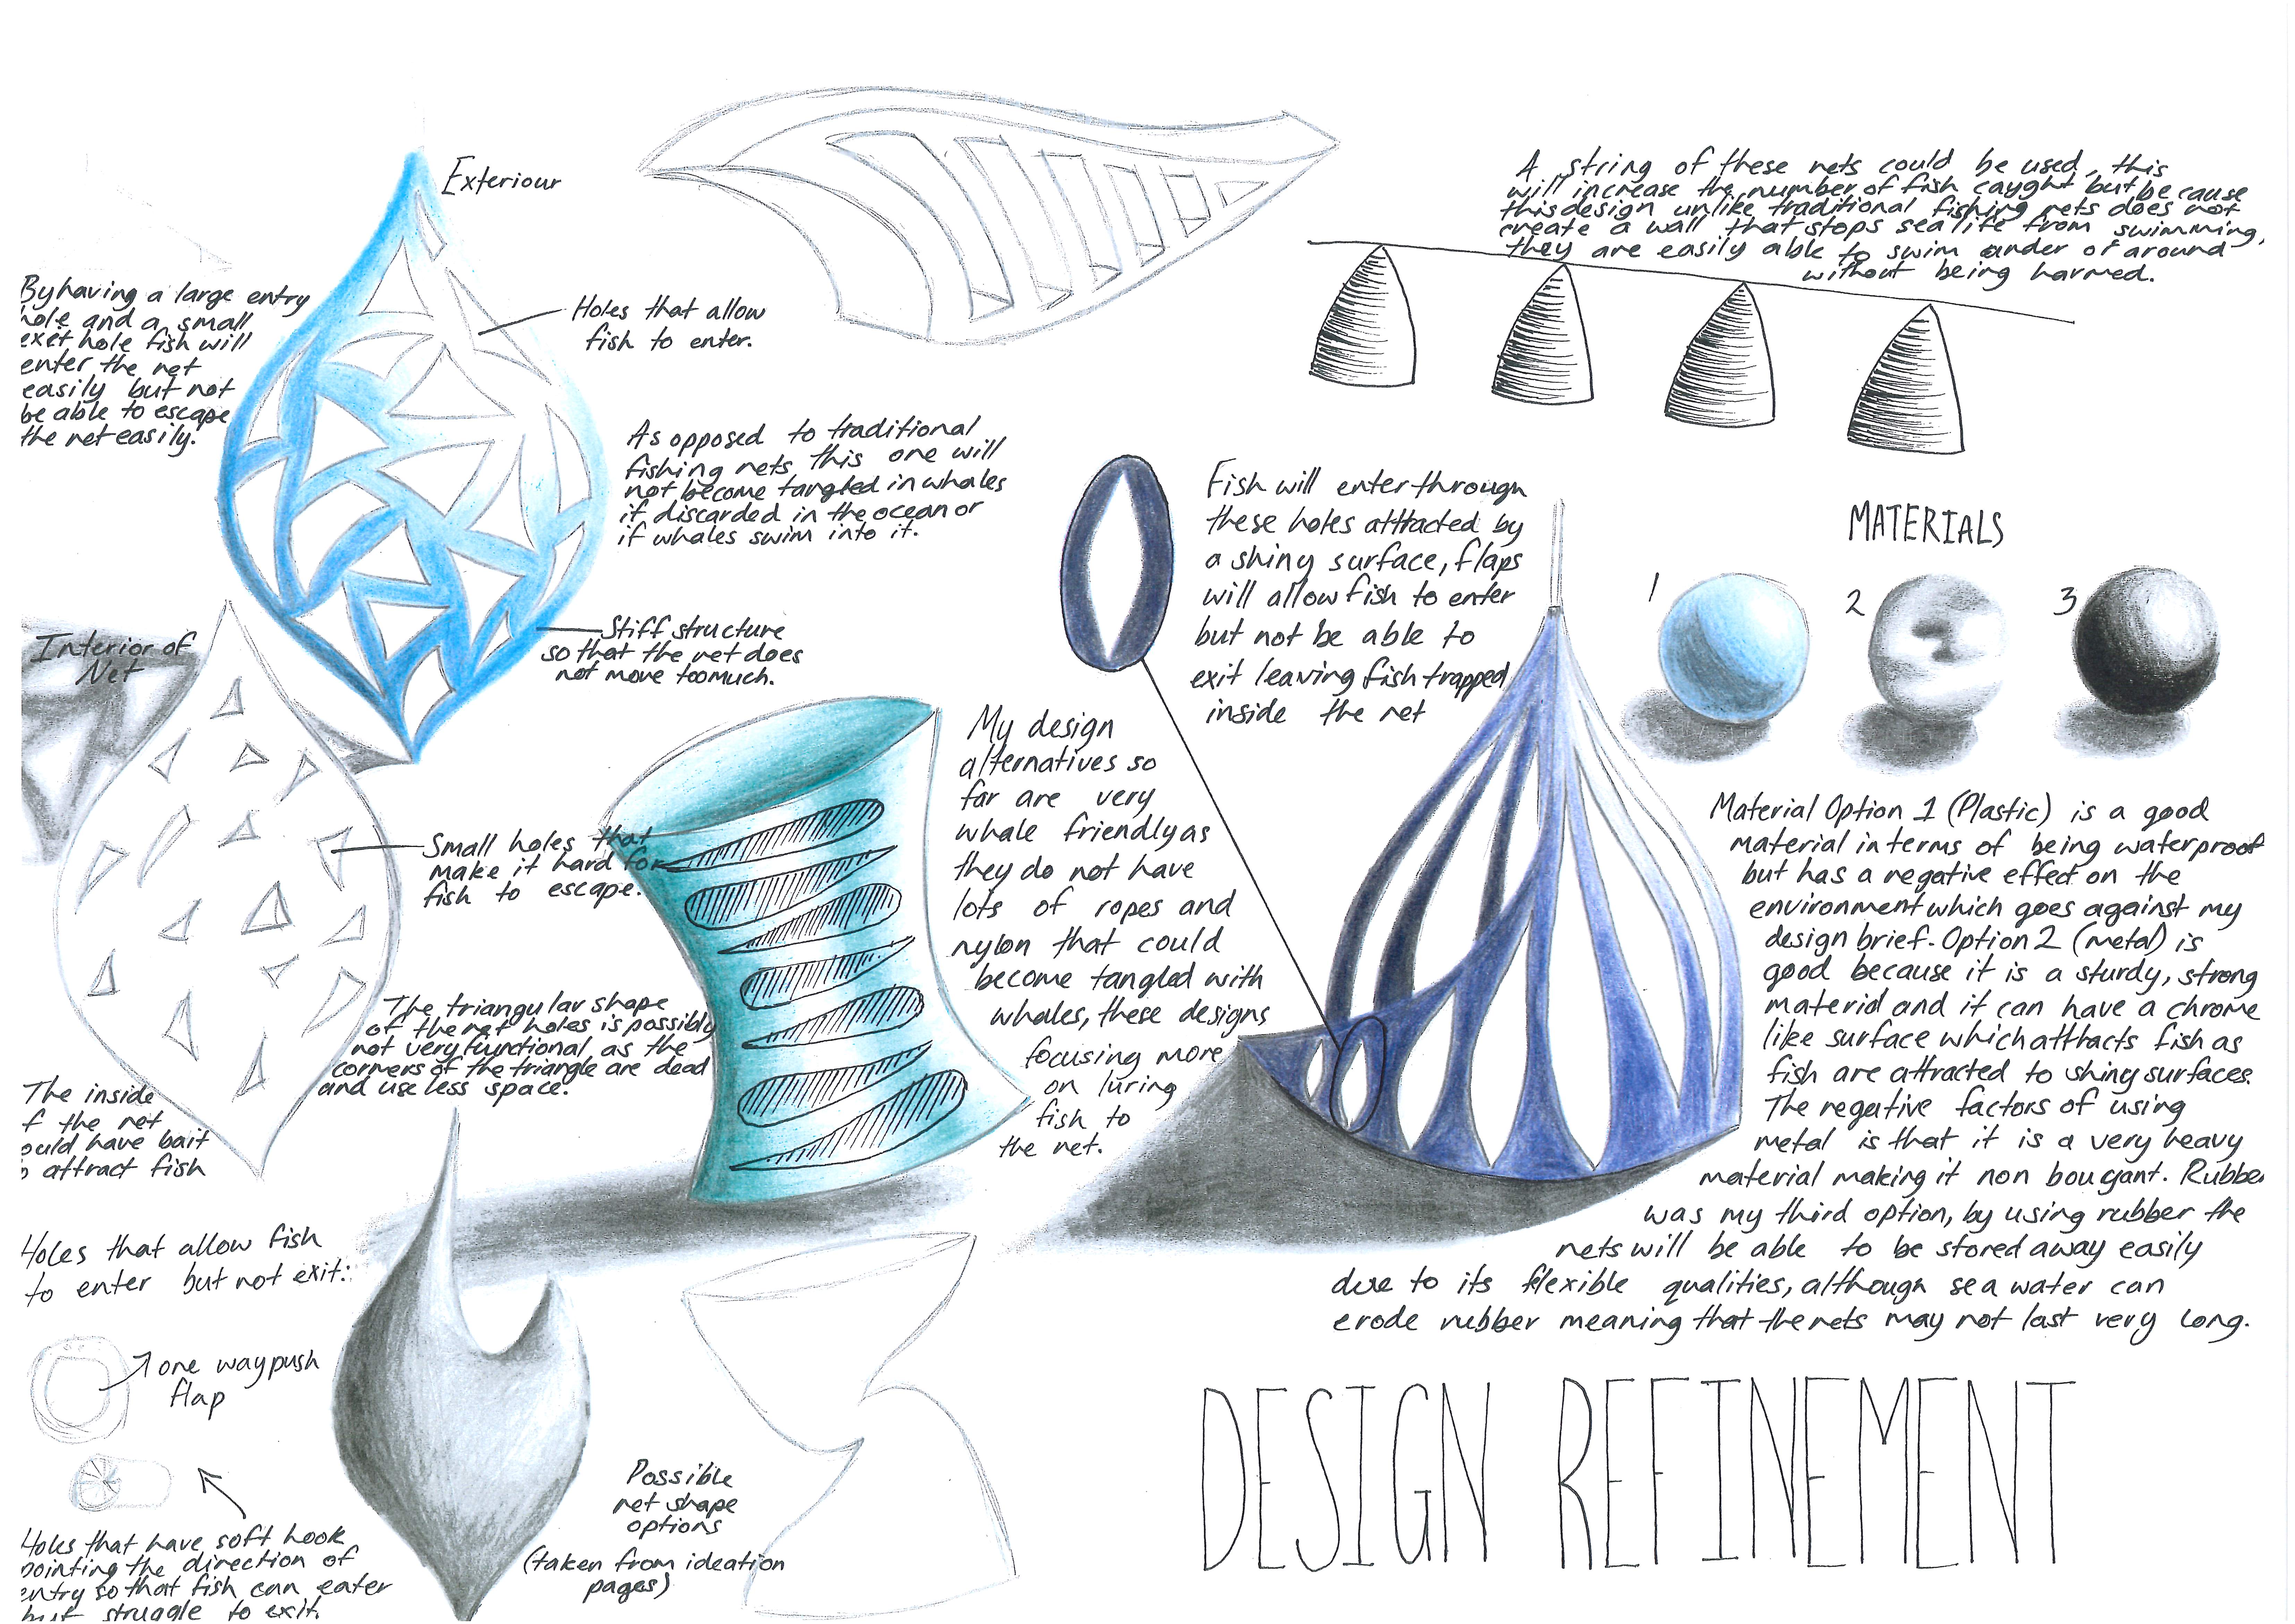 Exteriour
By having a large entry
hole and a small
exit hole fish will
enter the net
easily but not
be able to escape
the net easily.
Holes that allow
fish to enter.
As opposed to traditional
fishing nets, this one will
not become tangled in whales
if discarded in the ocean or
if whales swim into it.
Stiff structure
so that the net does
not move too much.
Interior of
Net
Small holes that
make it hard for
fish to escape.
The triangular shape
of the net holes is possibly
not very functional as the
corners of the triangle are dead
and useless space.
The inside
f the net
ould have bait
o attract fish
Holes that allow fish
to enter but not exit:
one way push
flap
Holes that have soft hook
pointing the direction of
entry so that fish can eater
but struggle to exit.
Possible
net shape
options
(taken from ideation
pages)
My design
alternatives so
far are very
whale friendly as
they do not have
lots of ropes and
nylon that could
become tangled with
whales, these designs
focusing more
on luring
fish to
the net.
Fish will enter through
these holes atttacted by
a shiny surface, flaps
will allow fish to enter
but not be able to
exit leaving fish trapped
inside the net
A string of these nets could be used, this
will increase the number of fish caught but because
this design unlike traditional fishing nets does not
create a wall that stops sealife from swimming,
they are easily able to swim under of around
without being harmed.
MATERIALS
1 2 3
Material Option 1 (Plastic) is a good
material in terms of being waterproof
but has a negative effect on the
environment which goes against my
design brief. Option 2 (metal) is
good because it is a sturdy, strong
material and it can have a chrome
like surface which atttacts fish as
fish are attracted to shiny surfaces.
The negative factors of using
metal is that it is a very heavy
material making it non bouyant. Rubber
was my third option, by using rubber the
nets will be able to be stored away easily
due to its flexible qualities, although sea water can
erode rubber meaning that the nets may not last very long.
DESIGN REFINEMENT